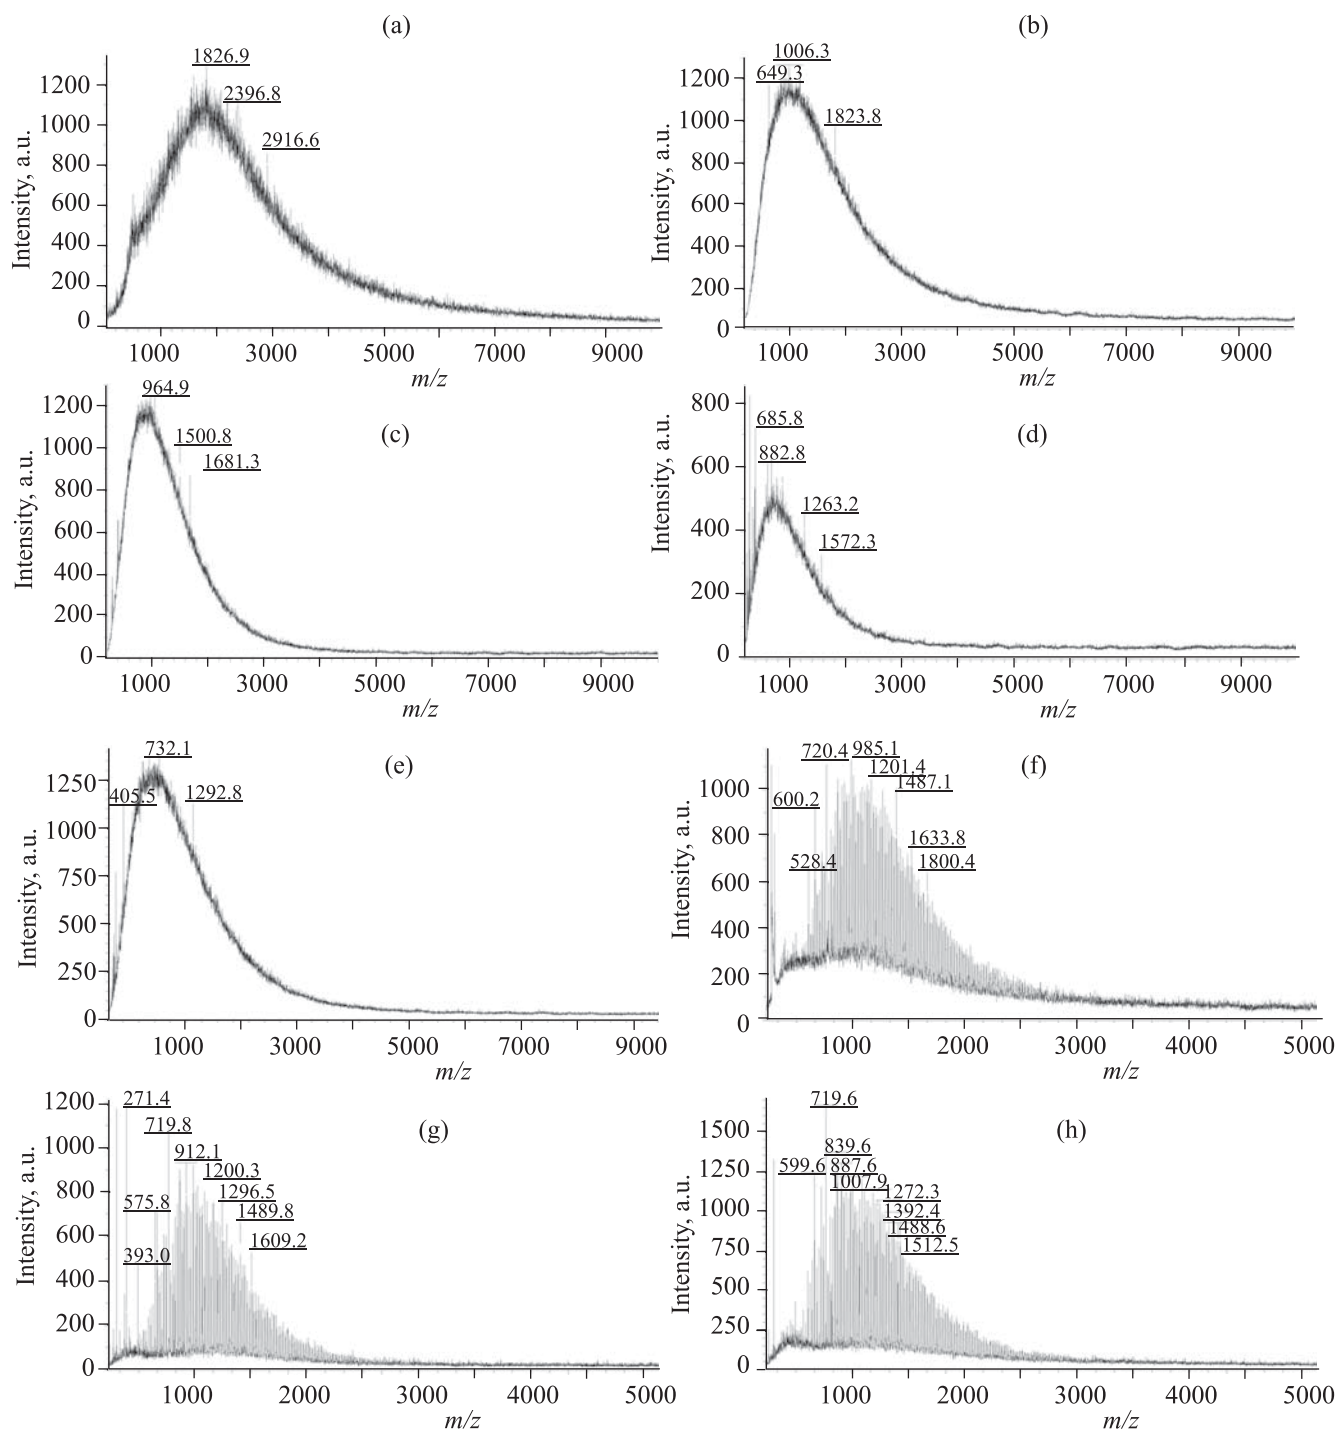 (a)
1826.9
2396.8
2916.6
1200
1000
800
600
400
200
0
Intensity, a.u.
1000 3000 5000 7000 9000
m/z
(b)
1006.3
649.3
1823.8
1200
1000
800
600
400
200
0
Intensity, a.u.
1000 3000 5000 7000 9000
m/z
(c)
964.9
1500.8
1681.3
1200
1000
800
600
400
200
0
Intensity, a.u.
1000 3000 5000 7000 9000
m/z
(d)
685.8
882.8
1263.2
1572.3
800
600
400
200
0
Intensity, a.u.
1000 3000 5000 7000 9000
m/z
(e)
732.1
405.5
1292.8
1250
1000
750
500
250
0
Intensity, a.u.
1000 3000 5000 7000 9000
m/z
(f)
720.4
985.1
1201.4
1487.1
600.2
528.4
1633.8
1800.4
1000
800
600
400
200
0
Intensity, a.u.
1000 2000 3000 4000 5000
m/z
(g)
271.4
719.8
912.1
1200.3
1296.5
575.8
1489.8
1609.2
393.0
1200
1000
800
600
400
200
0
Intensity, a.u.
1000 2000 3000 4000 5000
m/z
(h)
719.6
839.6
599.6
887.6
1007.9
1272.3
1392.4
1488.6
1512.5
1500
1250
1000
750
500
250
0
Intensity, a.u.
1000 2000 3000 4000 5000
m/z